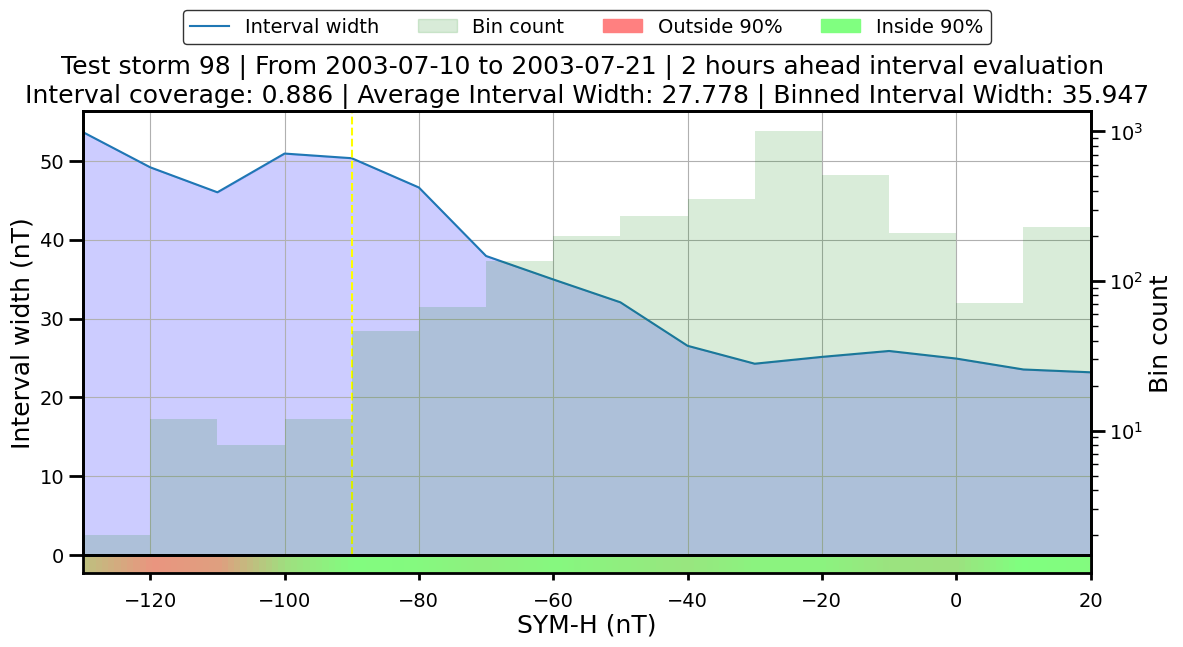 Interval width  Bin count  Outside 90%  Inside 90%
Test storm 98 | From 2003-07-10 to 2003-07-21 | 2 hours ahead interval evaluation
Interval coverage: 0.886 | Average Interval Width: 27.778 | Binned Interval Width: 35.947
Interval width (nT)
50
40
30
20
10
0
10³
10²
10¹
Bin count
−120  −100  −80  −60  −40  −20  0  20
SYM-H (nT)